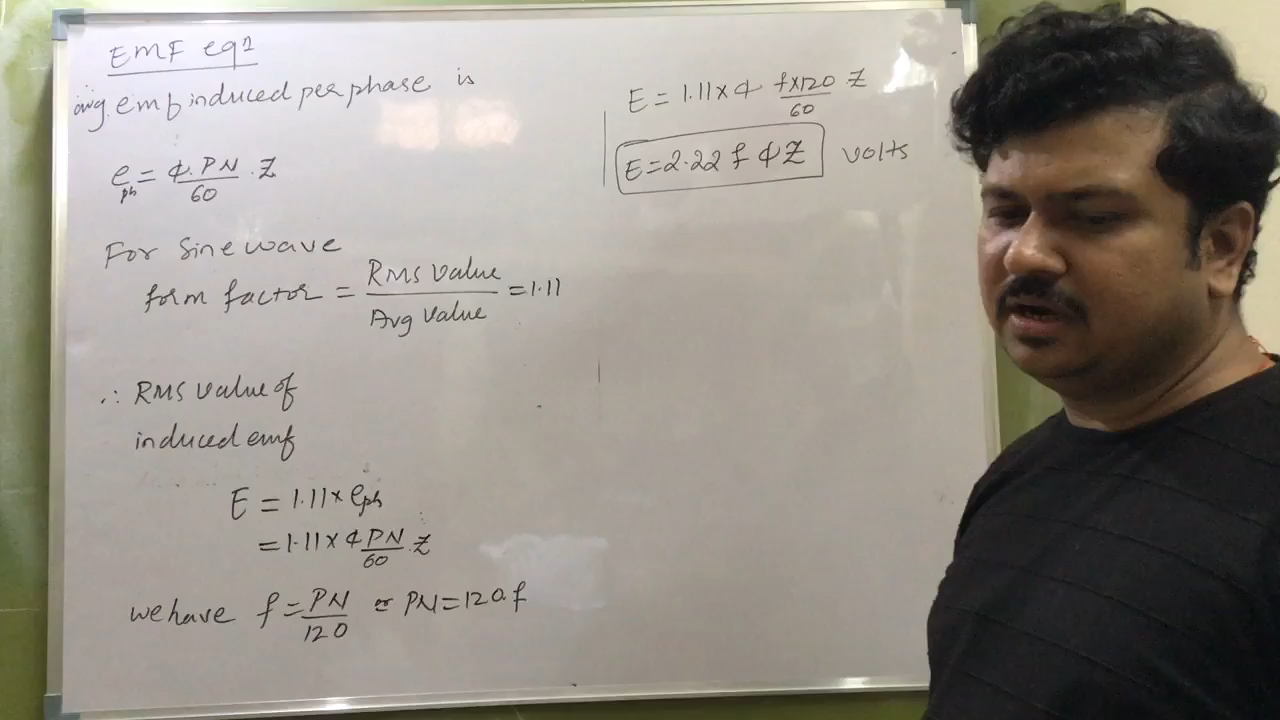 EMF eqn
avg. emf induced per phase is
e_ph = ϕ.PN/60 . Z
For Sine wave
form factor = RMS value / Avg value = 1.11
∴ RMS value of
induced emf
E = 1.11 × e_ph
= 1.11 × ϕ PN/60 . Z
we have f = PN/120 or PN = 120 f
E = 1.11 × ϕ f×120/60 Z
E = 2.22 f ϕ Z volts